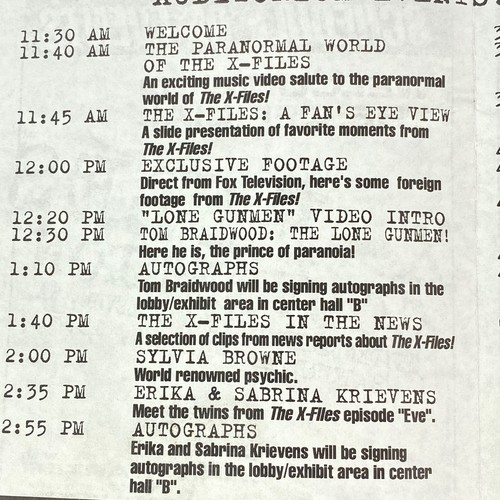 11:30 AM WELCOME
11:40 AM THE PARANORMAL WORLD
OF THE X-FILES
An exciting music video salute to the paranormal
world of The X-Files!
11:45 AM THE X-FILES: A FAN'S EYE VIEW
A slide presentation of favorite moments from
The X-Files!
12:00 PM EXCLUSIVE FOOTAGE
Direct from Fox Television, here's some foreign
footage from The X-Files!
12:20 PM "LONE GUNMEN" VIDEO INTRO
12:30 PM TOM BRAIDWOOD: THE LONE GUNMEN!
Here he is, the prince of paranoia!
1:10 PM AUTOGRAPHS
Tom Braidwood will be signing autographs in the
lobby/exhibit area in center hall "B"
1:40 PM THE X-FILES IN THE NEWS
A selection of clips from news reports about The X-Files!
2:00 PM SYLVIA BROWNE
World renowned psychic.
2:35 PM ERIKA & SABRINA KRIEVENS
Meet the twins from The X-Files episode "Eve".
2:55 PM AUTOGRAPHS
Erika and Sabrina Krievens will be signing
autographs in the lobby/exhibit area in center
hall "B".